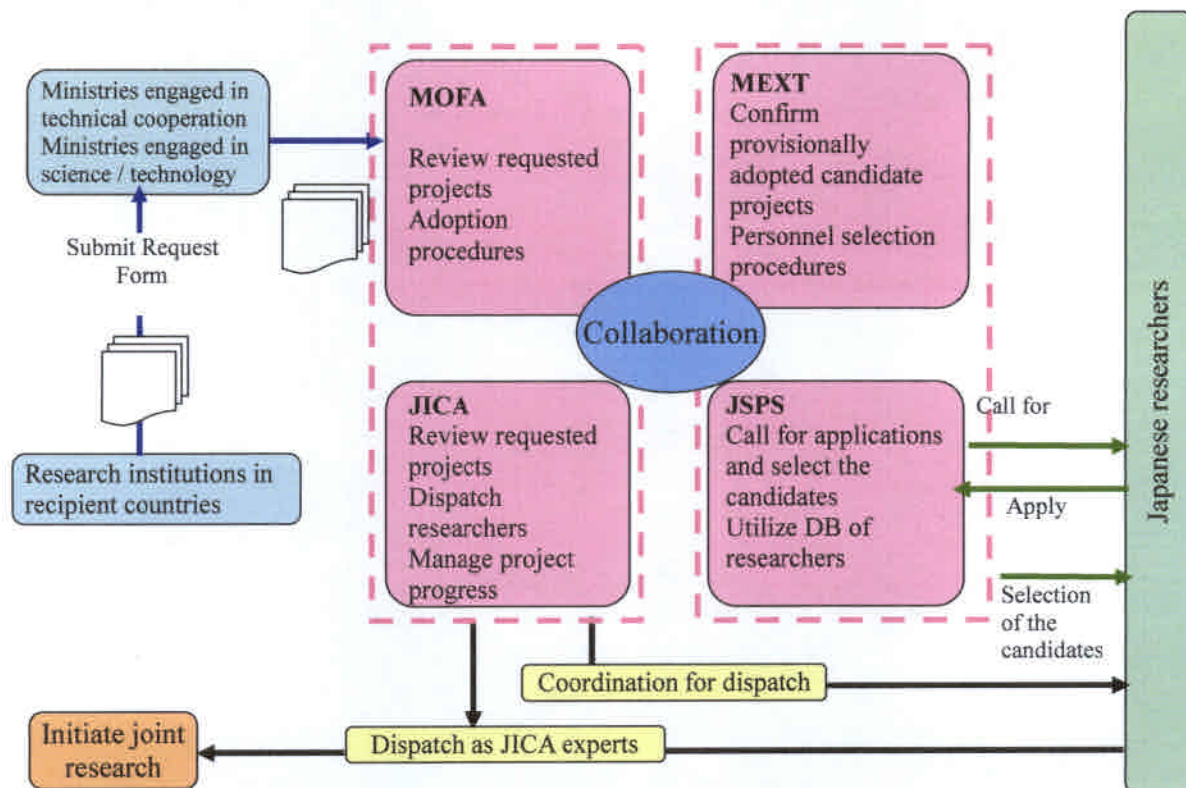 Ministries engaged in
technical cooperation
Ministries engaged in
science / technology
Submit Request
Form
Research institutions in
recipient countries
MOFA
Review requested
projects
Adoption
procedures
MEXT
Confirm
provisionally
adopted candidate
projects
Personnel selection
procedures
Collaboration
JICA
Review requested
projects
Dispatch
researchers
Manage project
progress
JSPS
Call for applications
and select the
candidates
Utilize DB of
researchers
Call for
Apply
Selection
of the
candidates
Japanese researchers
Coordination for dispatch
Dispatch as JICA experts
Initiate joint
research